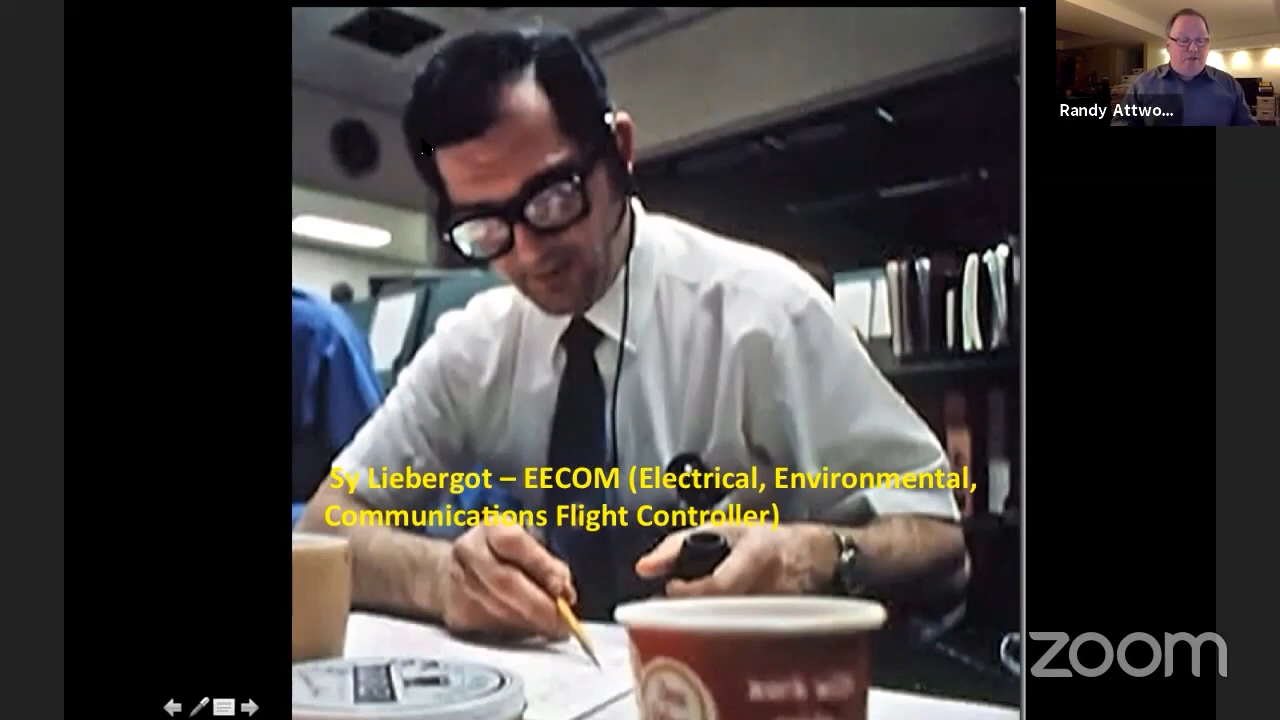 Randy Attwo...
Sy Liebergot – EECOM (Electrical, Environmental,
Communications Flight Controller)
zoom